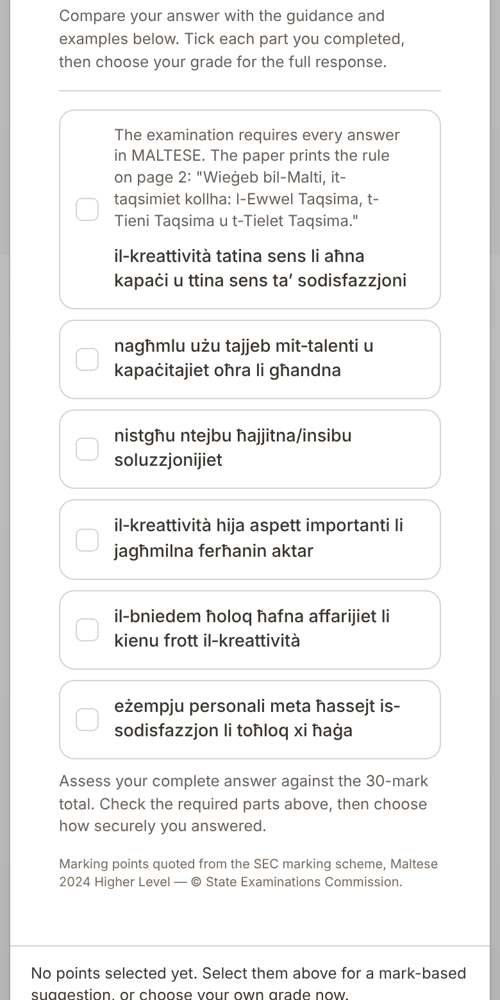 Compare your answer with the guidance and
examples below. Tick each part you completed,
then choose your grade for the full response.
The examination requires every answer
in MALTESE. The paper prints the rule
on page 2: "Wieġeb bil-Malti, it-
taqsimiet kollha: l-Ewwel Taqsima, t-
Tieni Taqsima u t-Tielet Taqsima."
il-kreattività tatina sens li aħna
kapaċi u ttina sens ta’ sodisfazzjoni
nagħmlu użu tajjeb mit-talenti u
kapaċitajiet oħra li għandna
nistgħu ntejbu ħajjitna/insibu
soluzzjonijiet
il-kreattività hija aspett importanti li
jagħmilna ferħanin aktar
il-bniedem ħoloq ħafna affarijiet li
kienu frott il-kreattività
eżempju personali meta ħassejt is-
sodisfazzjon li toħloq xi ħaġa
Assess your complete answer against the 30-mark
total. Check the required parts above, then choose
how securely you answered.
Marking points quoted from the SEC marking scheme, Maltese
2024 Higher Level — © State Examinations Commission.
No points selected yet. Select them above for a mark-based
suggestion, or choose your own grade now.